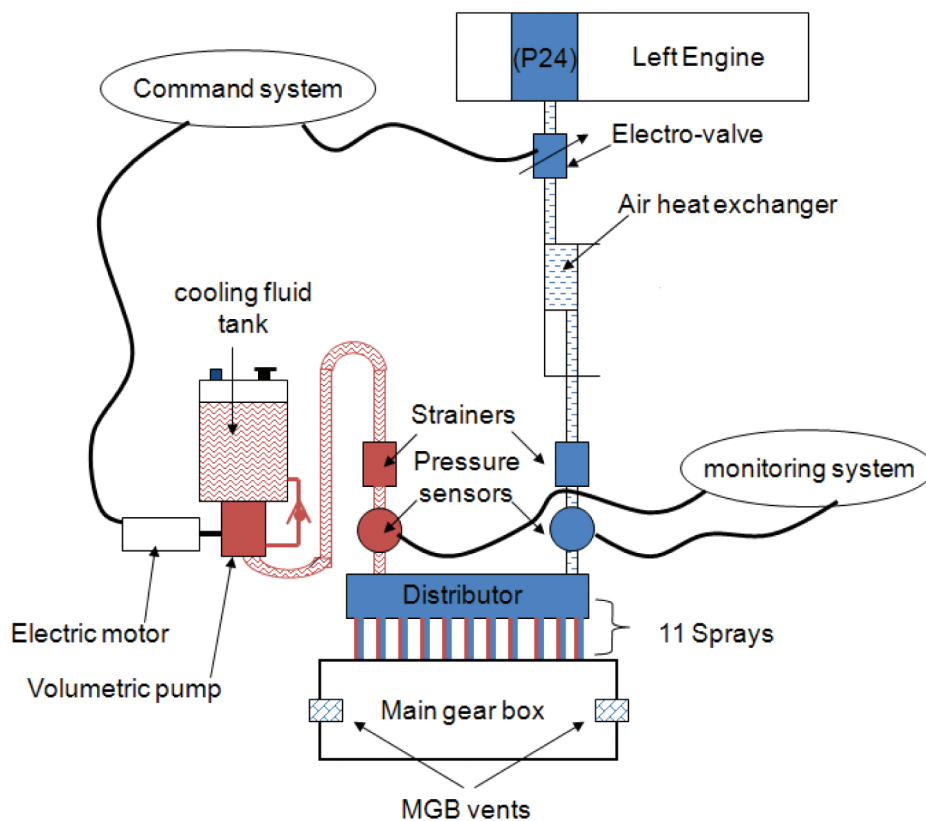 (P24)
Left Engine
Command system
Electro-valve
Air heat exchanger
cooling fluid
tank
Strainers
Pressure
sensors
monitoring system
Distributor
11 Sprays
Electric motor
Volumetric pump
Main gear box
MGB vents